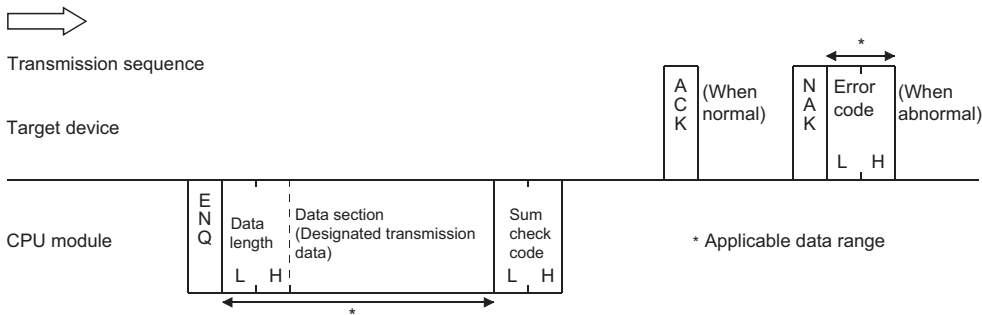 Transmission sequence
*
A
C
K
(When
normal)
N
A
K
Error
code
L H
(When
abnormal)
Target device
CPU module
E
N
Q
Data
length
L H
Data section
(Designated transmission
data)
Sum
check
code
L H
* Applicable data range
*